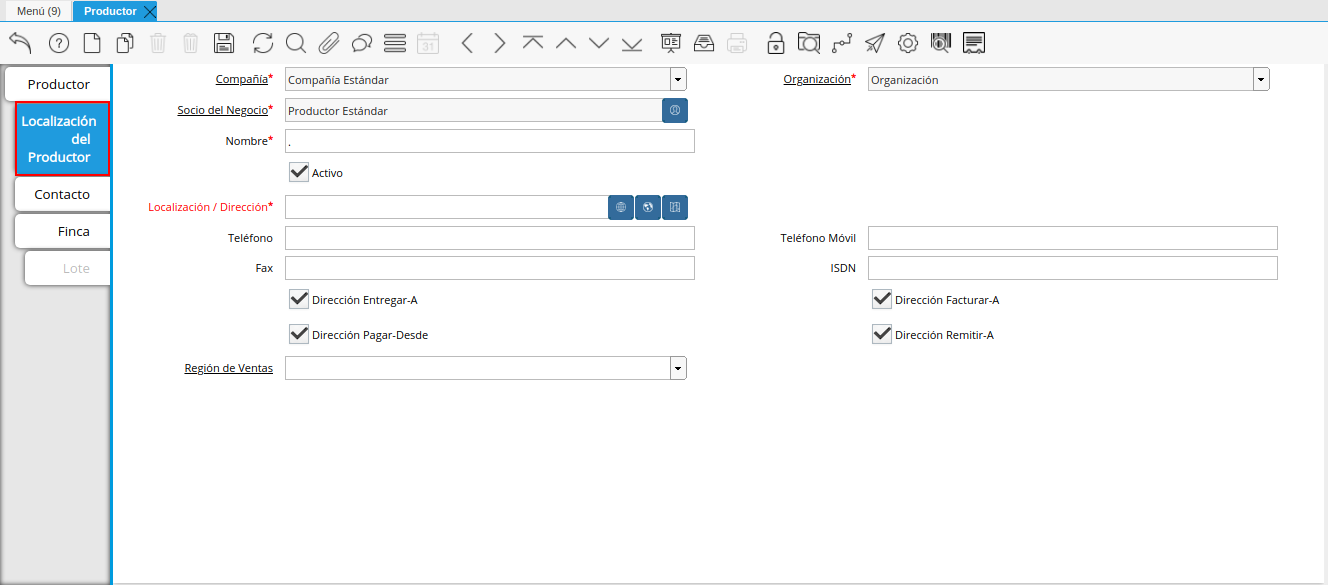 Menú (9)
Productor
31
Productor
Localización
del
Productor
Contacto
Finca
Lote
Compañía* Compañía Estándar
Organización* Organización
Socio del Negocio* Productor Estándar
Nombre* .
Activo
Localización / Dirección*
Teléfono
Teléfono Móvil
Fax
ISDN
Dirección Entregar-A
Dirección Facturar-A
Dirección Pagar-Desde
Dirección Remitir-A
Región de Ventas